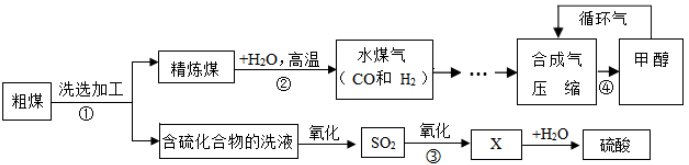 循环气
粗煤
洗选加工
①
精炼煤
+H₂O，高温
②
水煤气
（ CO和 H₂ ）
…
合成气
压 缩
④
甲醇
含硫化合物的洗液
氧化
SO₂
氧化
③
X
+H₂O
硫酸